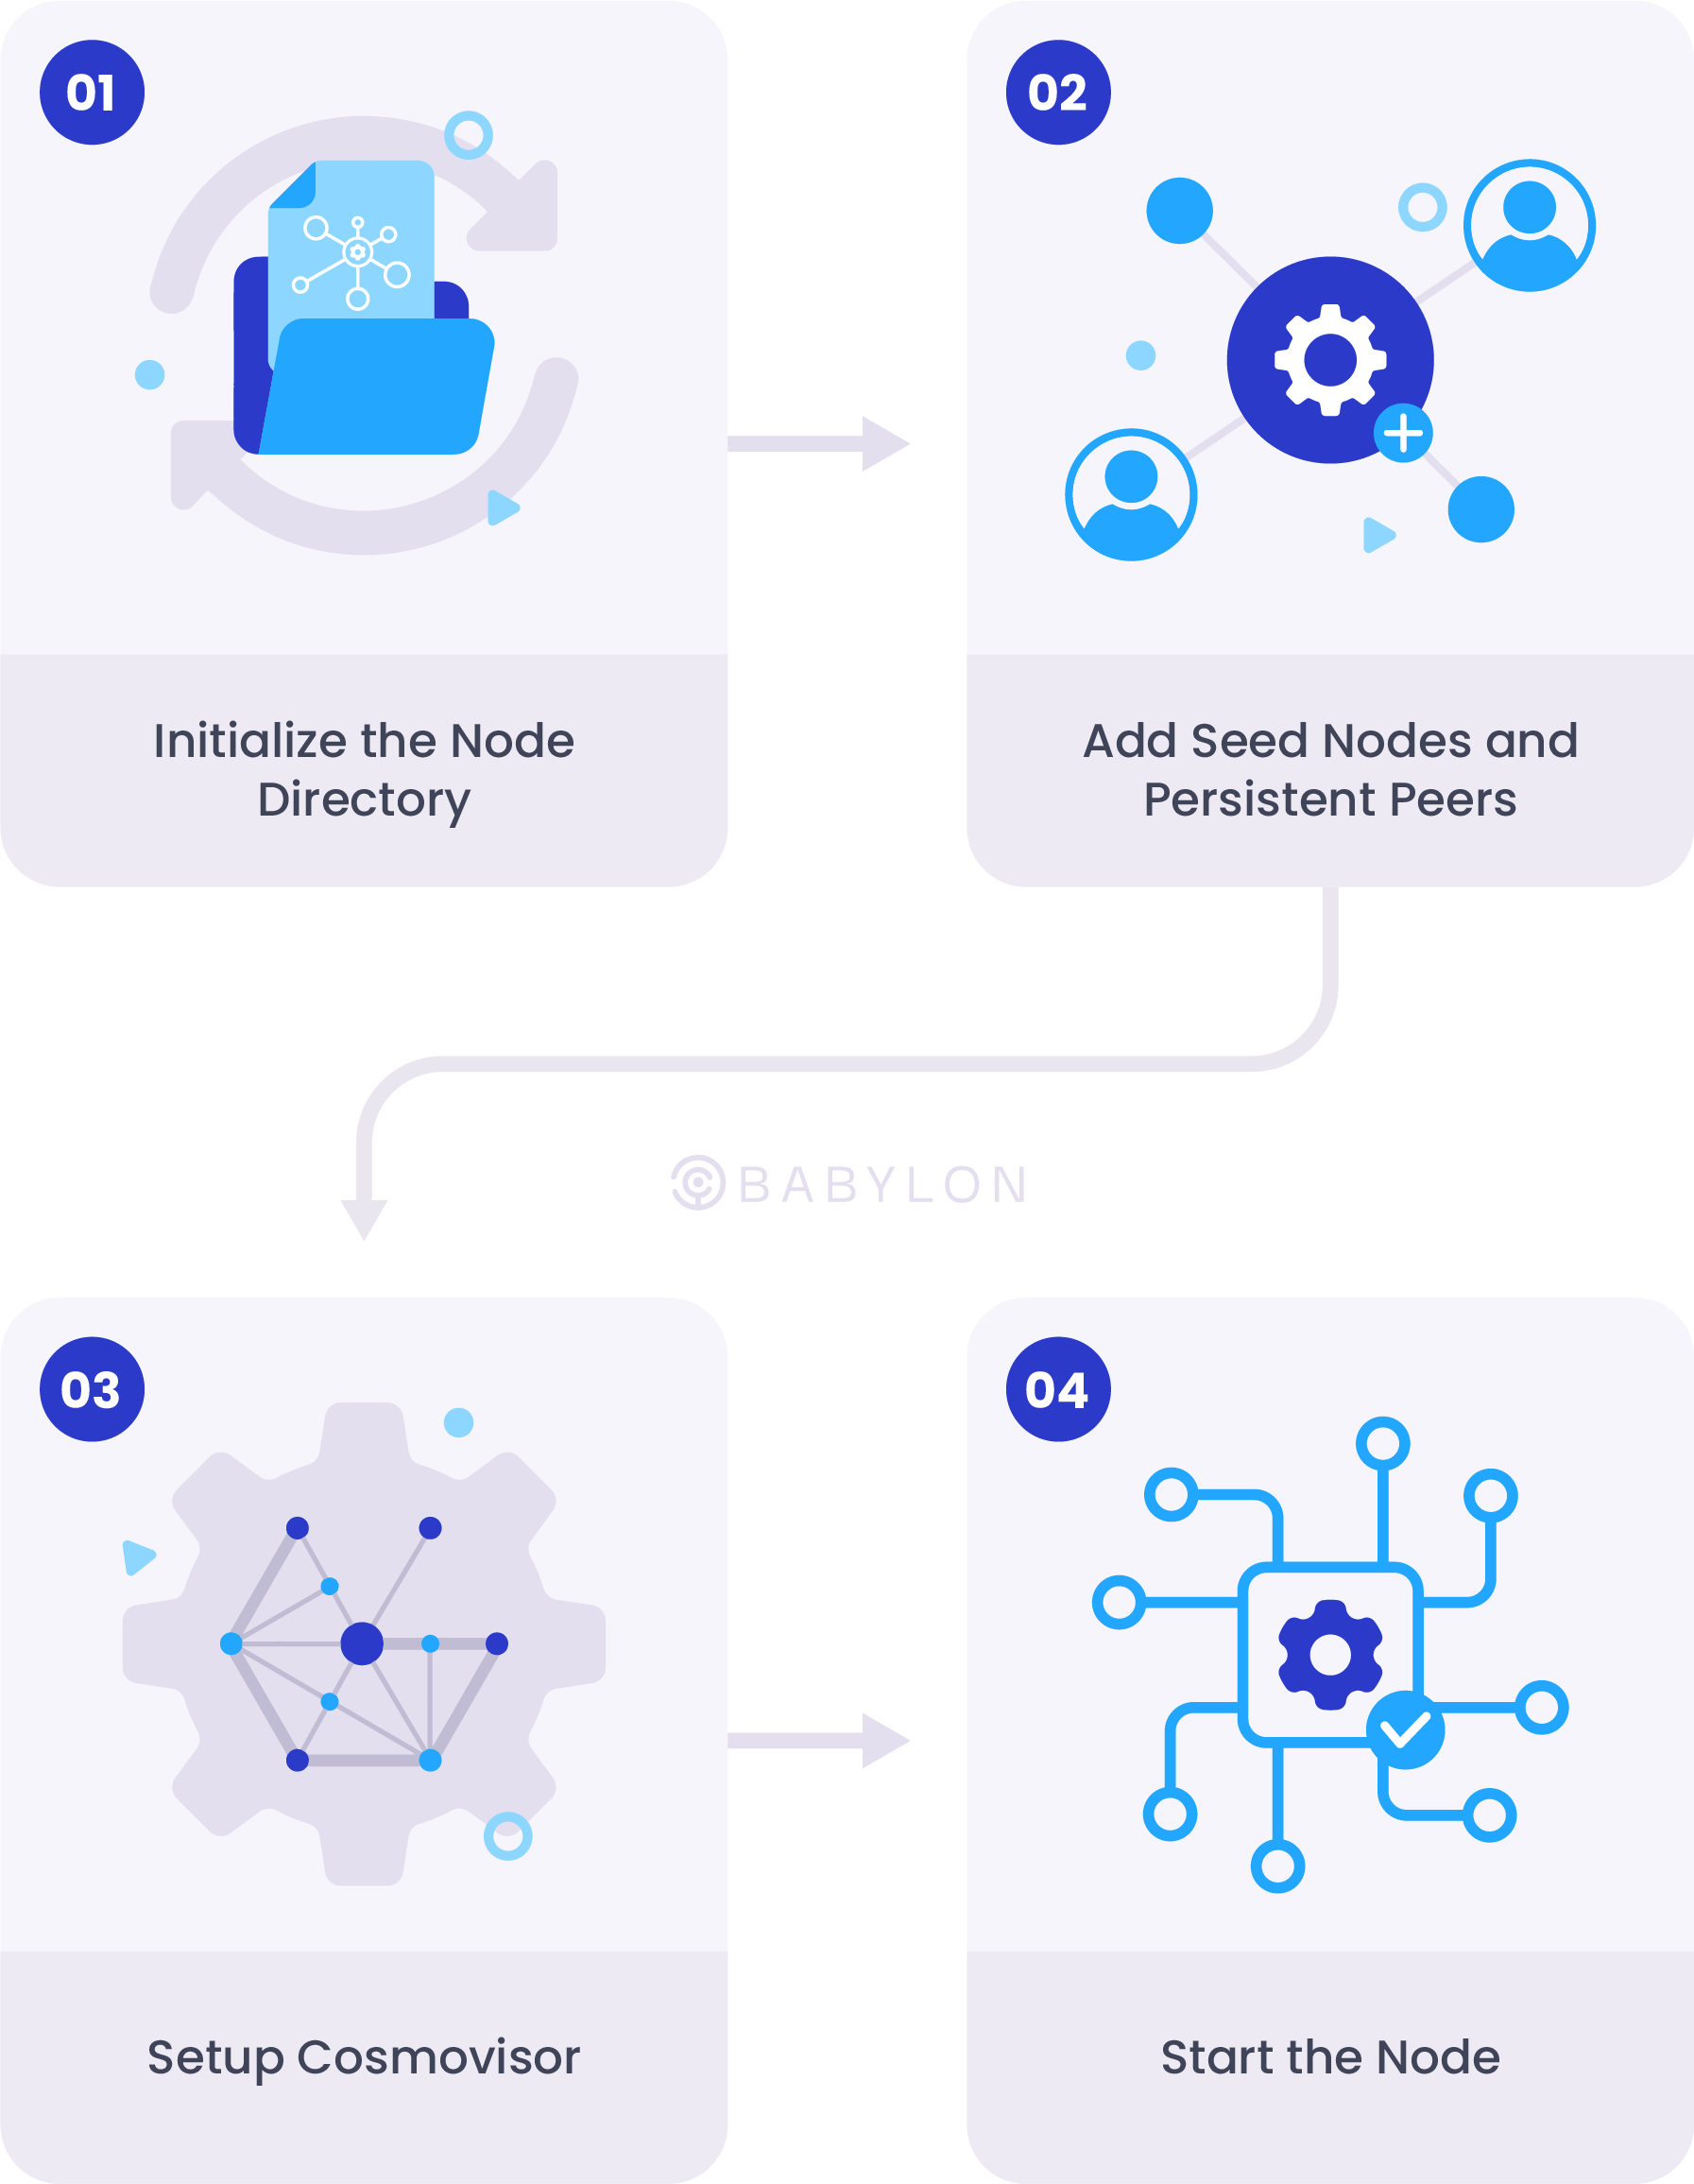 01
Initialize the Node
Directory
02
Add Seed Nodes and
Persistent Peers
BABYLON
03
Setup Cosmovisor
04
Start the Node